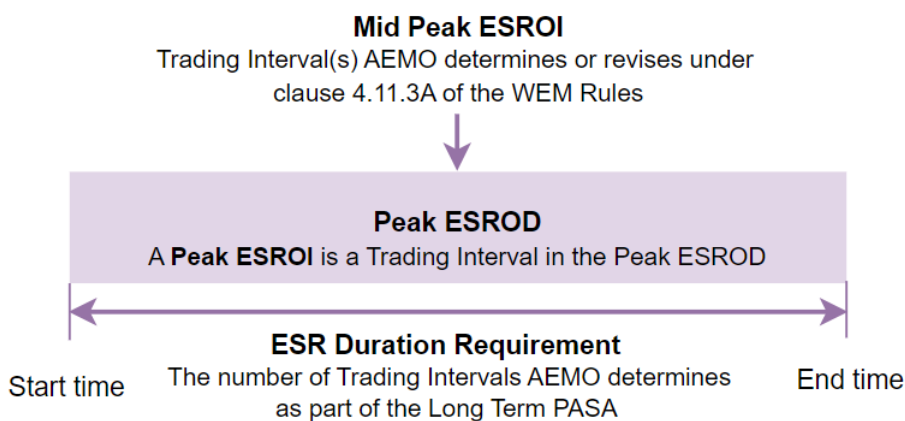 Mid Peak ESROI
Trading Interval(s) AEMO determines or revises under
clause 4.11.3A of the WEM Rules
Peak ESROD
A Peak ESROI is a Trading Interval in the Peak ESROD
ESR Duration Requirement
Start time
The number of Trading Intervals AEMO determines
as part of the Long Term PASA
End time